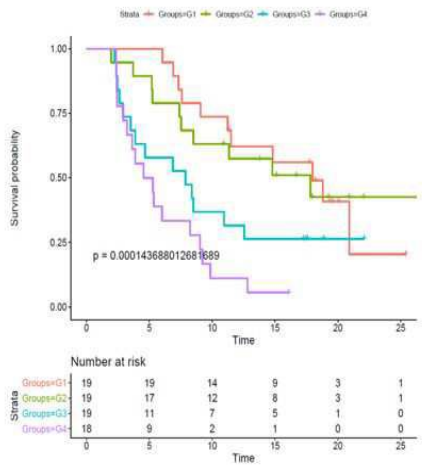 Strata Groups=G1 Groups=G2 Groups=G3 Groups=G4
1.00
0.75
0.50
0.25
0.00
Survival probability
p = 0.000143688012681689
0 5 10 15 20 25
Time
Number at risk
Strata
Groups=G1 19 19 14 9 3 1
Groups=G2 19 17 12 8 3 1
Groups=G3 19 11 7 5 1 0
Groups=G4 18 9 2 1 0 0
0 5 10 15 20 25
Time